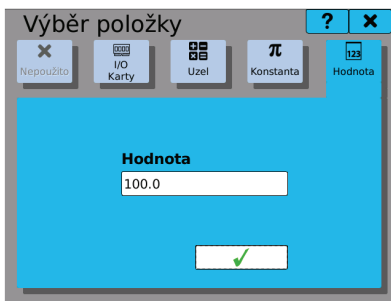 Výběr položky
?
Nepoužito
I/O
Karty
Uzel
π
Konstanta
123
Hodnota
Hodnota
100.0